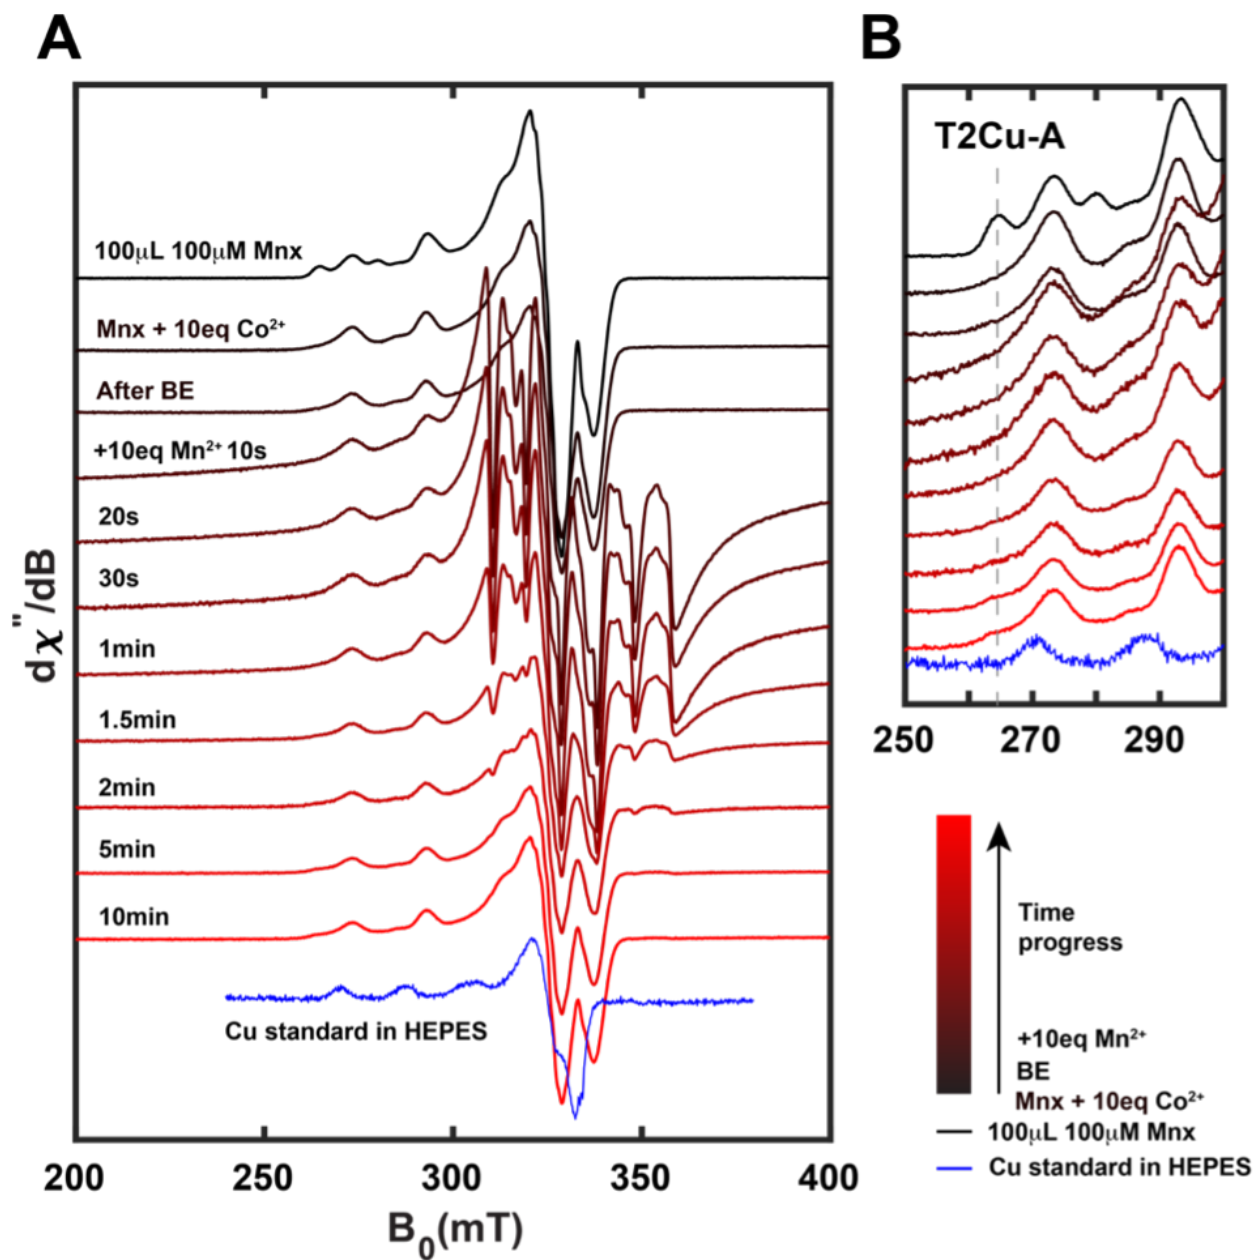 A
B
T2Cu-A
100μL 100μM Mnx
Mnx + 10eq Co²⁺
After BE
+10eq Mn²⁺ 10s
20s
30s
1min
1.5min
2min
5min
10min
Cu standard in HEPES
dχ"/dB
200 250 300 350 400
B₀(mT)
250 270 290
Time
progress
+10eq Mn²⁺
BE
Mnx + 10eq Co²⁺
100μL 100μM Mnx
Cu standard in HEPES